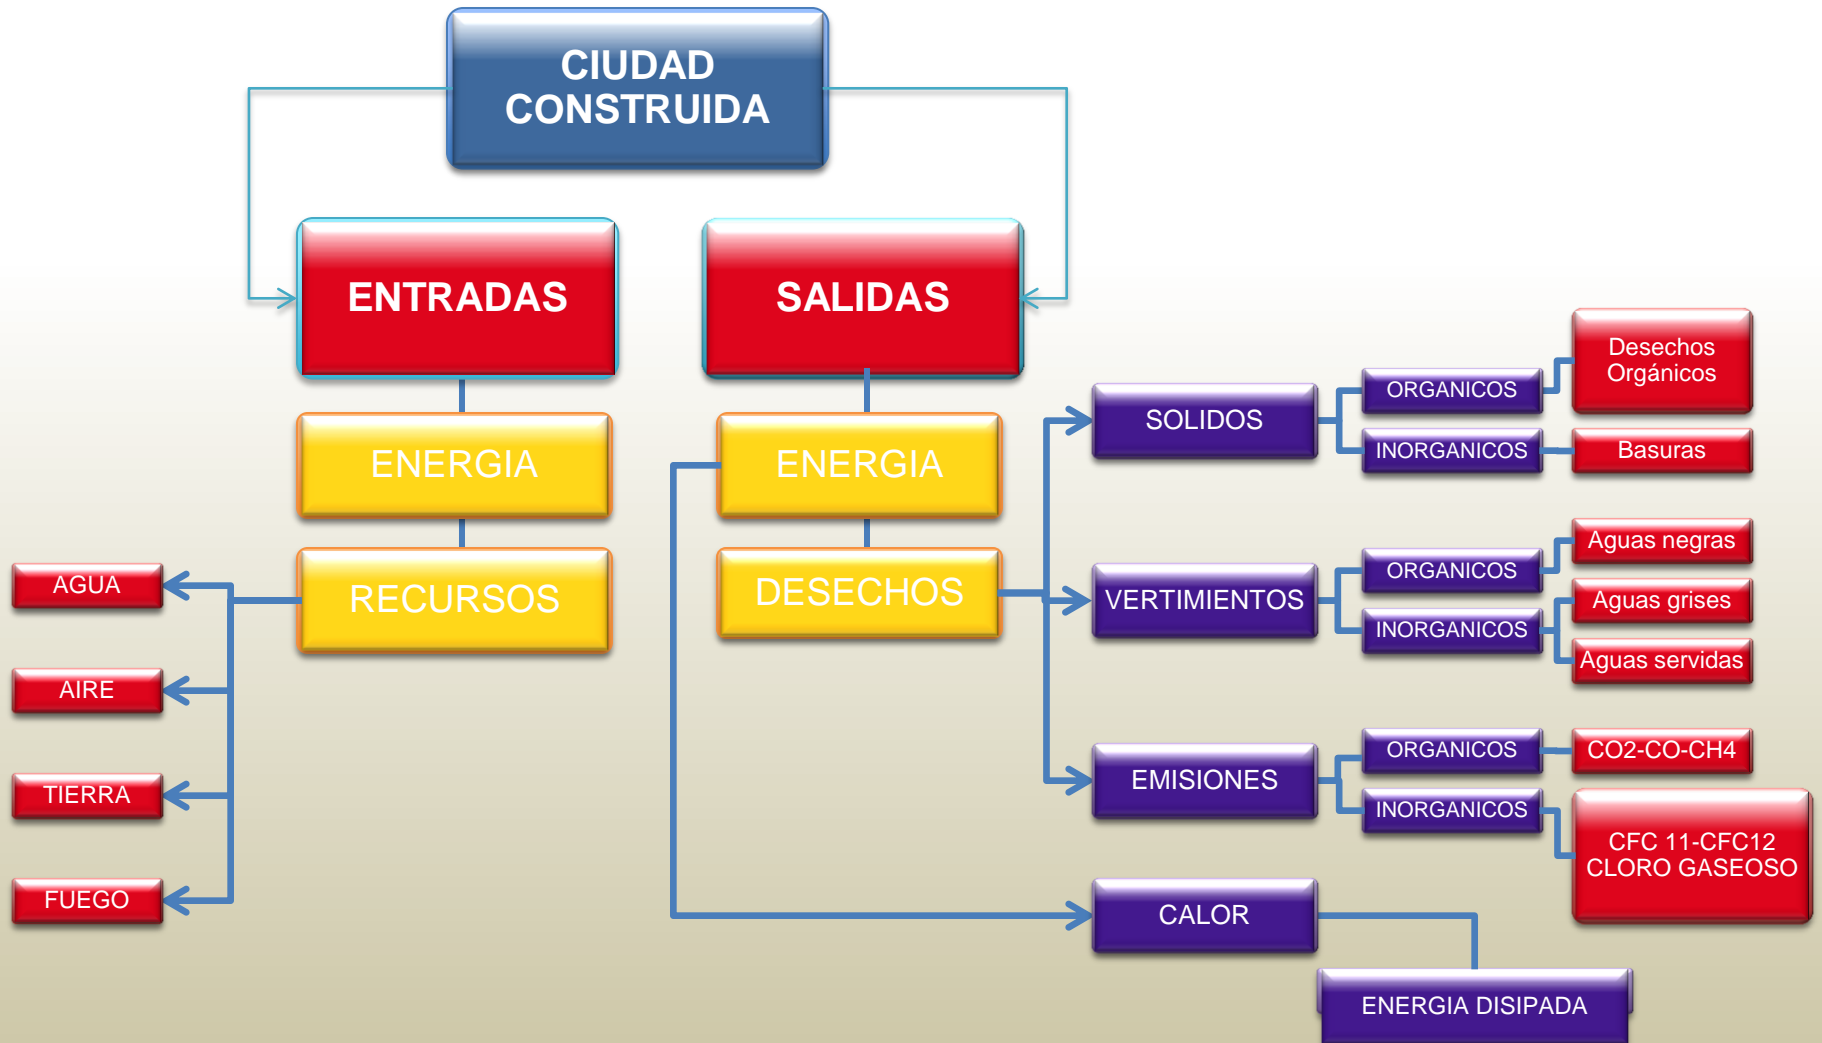 CIUDAD
CONSTRUIDA
ENTRADAS
SALIDAS
ENERGIA
RECURSOS
AGUA
AIRE
TIERRA
FUEGO
ENERGIA
DESECHOS
SOLIDOS
ORGANICOS
Desechos
Orgánicos
INORGANICOS
Basuras
VERTIMIENTOS
ORGANICOS
Aguas negras
INORGANICOS
Aguas grises
Aguas servidas
EMISIONES
ORGANICOS
CO2-CO-CH4
INORGANICOS
CFC 11-CFC12
CLORO GASEOSO
CALOR
ENERGIA DISIPADA